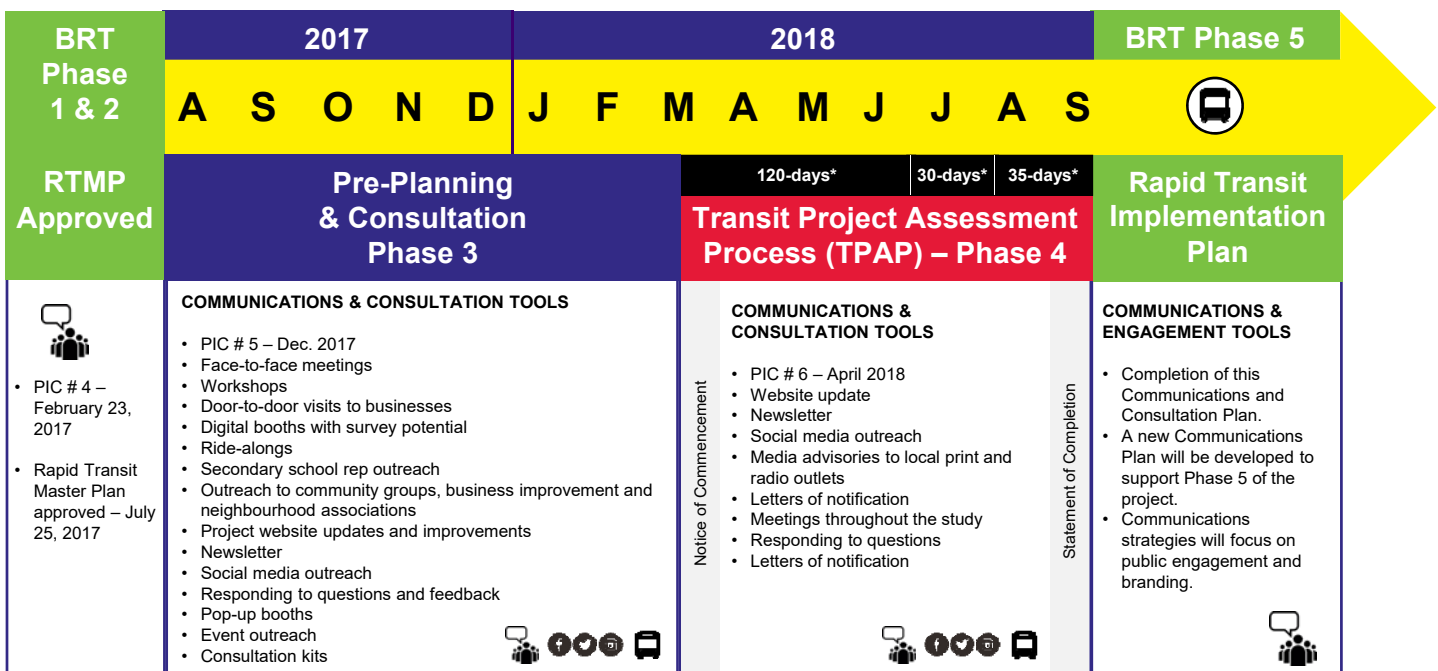 BRT
Phase
1 & 2
2017
2018
BRT Phase 5
A S O N D J F M A M J J A S
RTMP
Approved
Pre-Planning
& Consultation
Phase 3
120-days*
30-days*
35-days*
Transit Project Assessment
Process (TPAP) – Phase 4
Rapid Transit
Implementation
Plan
• PIC # 4 –
February 23,
2017
• Rapid Transit
Master Plan
approved – July
25, 2017
COMMUNICATIONS & CONSULTATION TOOLS
• PIC # 5 – Dec. 2017
• Face-to-face meetings
• Workshops
• Door-to-door visits to businesses
• Digital booths with survey potential
• Ride-alongs
• Secondary school rep outreach
• Outreach to community groups, business improvement and
neighbourhood associations
• Project website updates and improvements
• Newsletter
• Social media outreach
• Responding to questions and feedback
• Pop-up booths
• Event outreach
• Consultation kits
Notice of Commencement
COMMUNICATIONS &
CONSULTATION TOOLS
• PIC # 6 – April 2018
• Website update
• Newsletter
• Social media outreach
• Media advisories to local print and
radio outlets
• Letters of notification
• Meetings throughout the study
• Responding to questions
• Letters of notification
Statement of Completion
COMMUNICATIONS &
ENGAGEMENT TOOLS
• Completion of this
Communications and
Consultation Plan.
• A new Communications
Plan will be developed to
support Phase 5 of the
project.
• Communications
strategies will focus on
public engagement and
branding.